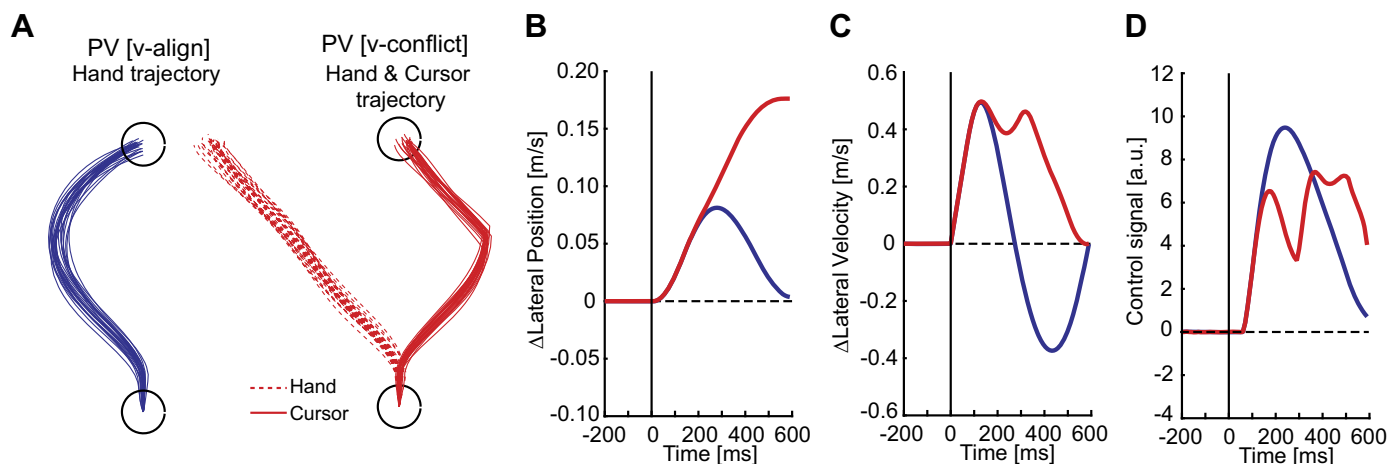 A
PV [v-align]
Hand trajectory
PV [v-conflict]
Hand & Cursor
trajectory
Hand
Cursor
B
ΔLateral Position [m/s]
0.20
0.15
0.10
0.05
0
-0.05
-0.10
-200 0 200 400 600
Time [ms]
C
ΔLateral Velocity [m/s]
0.6
0.4
0.2
0
-0.2
-0.4
-0.6
-200 0 200 400 600
Time [ms]
D
Control signal [a.u.]
12
10
8
6
4
2
0
-2
-4
-200 0 200 400 600
Time [ms]